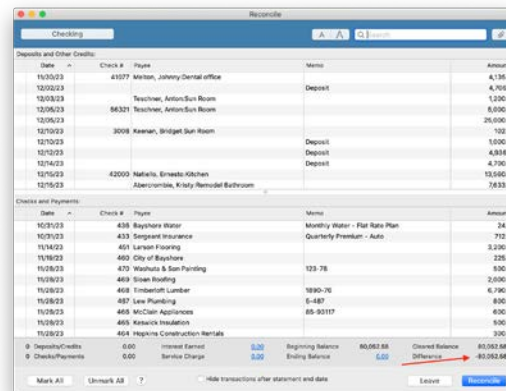 Reconcile
Checking A A Search
Deposits and Other Credits:
Date Check # Payee Memo Amoun
11/30/23 41977 Melton, Johnny:Dental office 4,135
12/02/23 Deposit 4,706
12/03/23 Teschner, Anton:Sun Room 1,200
12/05/23 56321 Teschner, Anton:Sun Room 5,000
12/05/23 25,000
12/10/23 3008 Keenan, Bridget:Sun Room 102
12/10/23 Deposit 1,000
12/12/23 Deposit 4,936
12/14/23 Deposit 4,700
12/15/23 42000 Natiello, Ernesto:Kitchen 13,560
12/15/23 Abercrombie, Kristy:Remodel Bathroom 7,633
Checks and Payments:
Date Check # Payee Memo Amoun
10/31/23 436 Bayshore Water Monthly Water - Flat Rate Plan 24
10/31/23 433 Sergeant Insurance Quarterly Premium - Auto 712
11/14/23 451 Larson Flooring 3,200
11/19/23 460 City of Bayshore 225
11/28/23 470 Washuta & Son Painting 123-78 500
11/28/23 469 Sloan Roofing 2,000
11/28/23 468 Timberloft Lumber 1890-76 6,790
11/28/23 467 Lew Plumbing 5-487 800
11/28/23 466 McClain Appliances 85-93117 600
11/28/23 465 Keswick Insulation 500
11/28/23 464 Hopkins Construction Rentals 300
0 Deposits/Credits 0.00 Interest Earned 0.00 Beginning Balance 80,052.68 Cleared Balance 80,052.68
0 Checks/Payments 0.00 Service Charge 0.00 Ending Balance 0.00 Difference -80,052.68
Mark All Unmark All ? Hide transactions after statement end date Leave Reconcile